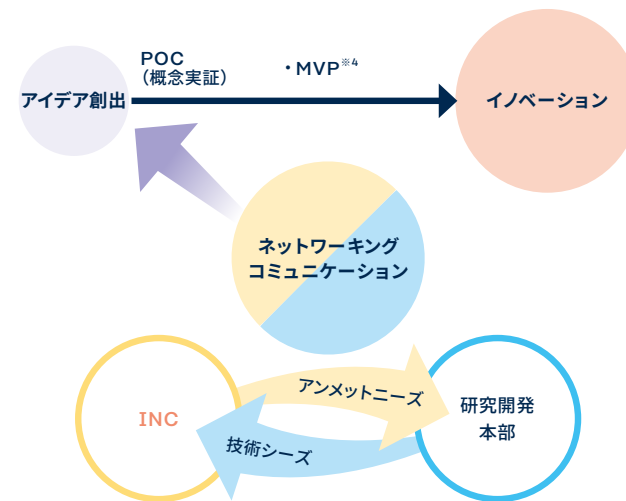 POC
（概念実証）
・MVP※4
アイデア創出
イノベーション
ネットワーキング
コミュニケーション
アンメットニーズ
INC
研究開発
本部
技術シーズ